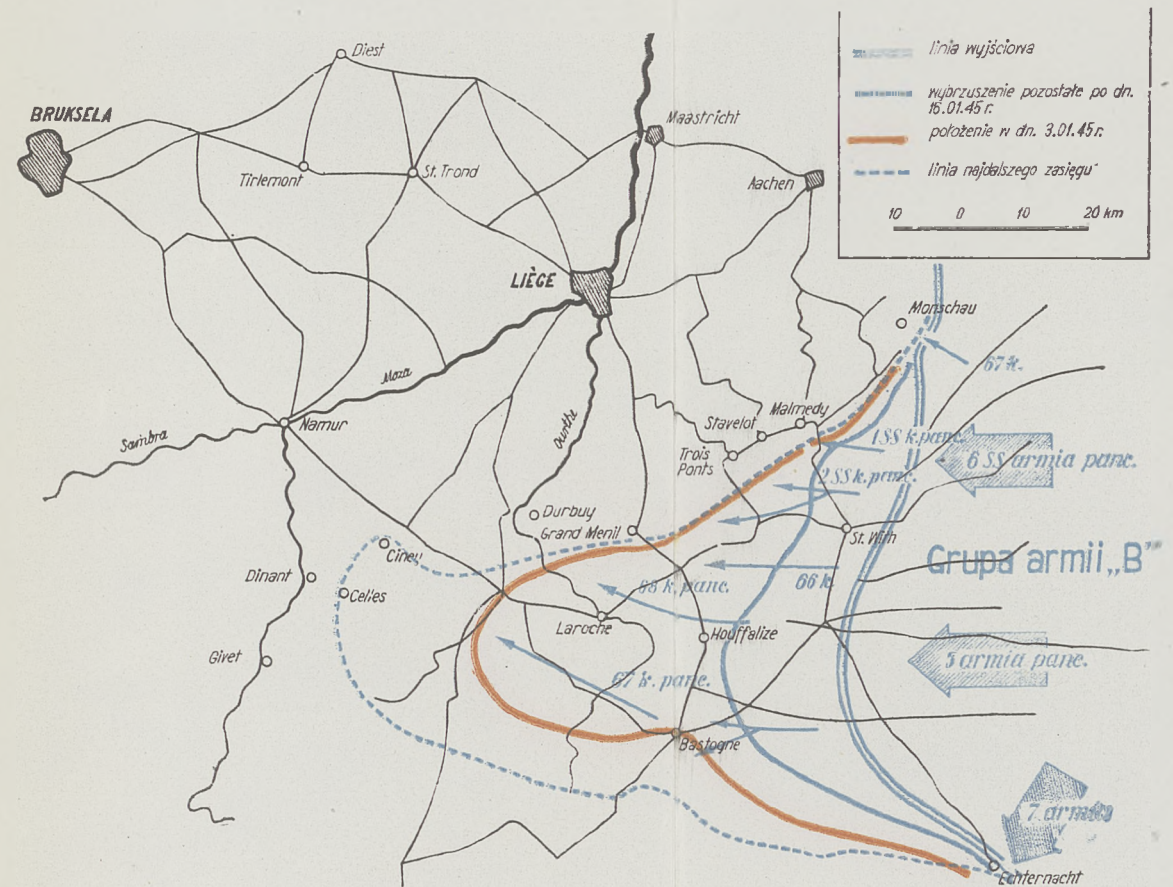 linia wyjściowa
wybrzuszenie pozostałe po dn.
16.01.45 r.
położenie w dn. 3.01.45 r.
linia najdalszego zasięgu
10 0 10 20 km
Diest
BRUKSELA
Maastricht
Tirlemont
St. Trond
Aachen
LIÈGE
Monschau
67 k.
Moza
Ourthe
Malmedy
Stavelot
Namur
Sambra
1 SS k. panc.
Trois
Ponts
6 SS armia panc.
2 SS k. panc.
Durbuy
Grand Menil
St. With
Ciney
Grupa armii „B”
Dinant
66 k.
58 k. panc.
Celles
Laroche
Houffalize
Givet
5 armia panc.
67 k. panc.
Bastogne
7 armia
Echternacht